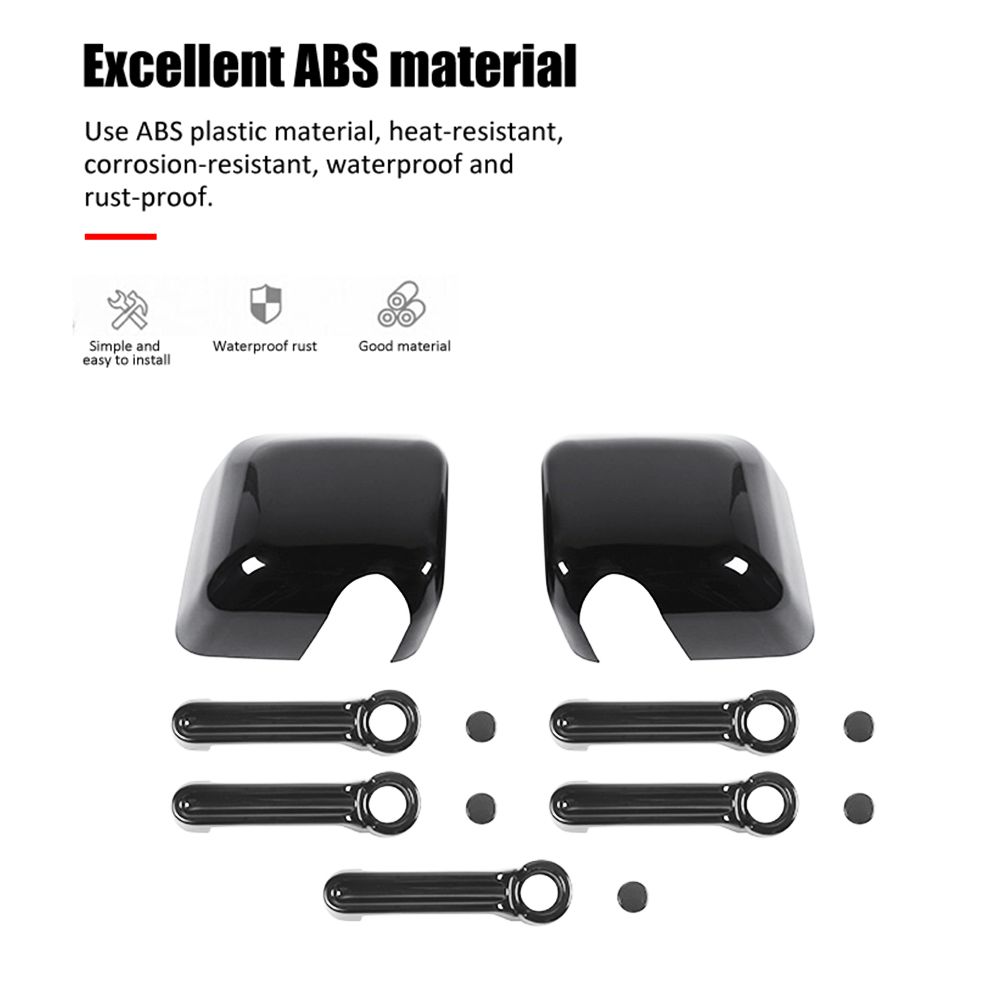 Excellent ABS material
Use ABS plastic material, heat-resistant,
corrosion-resistant, waterproof and
rust-proof.
Simple and
easy to install
Waterproof rust
Good material